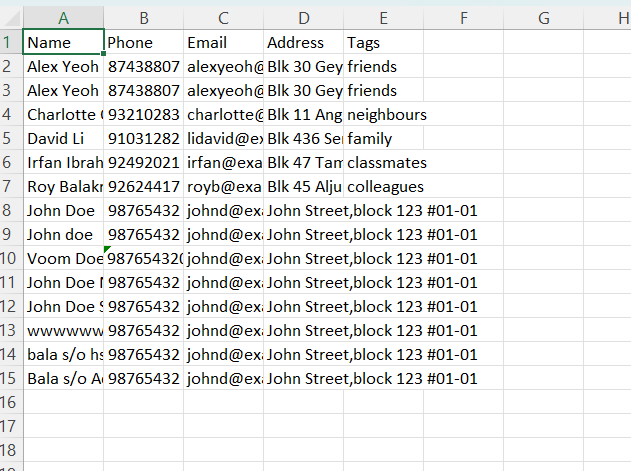 A B C D E F G H
1 Name Phone Email Address Tags
2 Alex Yeoh 87438807 alexyeoh@ Blk 30 Gey friends
3 Alex Yeoh 87438807 alexyeoh@ Blk 30 Gey friends
4 Charlotte 93210283 charlotte@ Blk 11 Ang neighbours
5 David Li 91031282 lidavid@ex Blk 436 Se family
6 Irfan Ibrah 92492021 irfan@exa Blk 47 Tam classmates
7 Roy Balakr 92624417 royb@exa Blk 45 Alju colleagues
8 John Doe 98765432 johnd@exa John Street,block 123 #01-01
9 John doe 98765432 johnd@exa John Street,block 123 #01-01
10 Voom Doe 987654320 johnd@exa John Street,block 123 #01-01
11 John Doe 98765432 johnd@exa John Street,block 123 #01-01
12 John Doe S 98765432 johnd@exa John Street,block 123 #01-01
13 wwwwww 98765432 johnd@exa John Street,block 123 #01-01
14 bala s/o hs 98765432 johnd@exa John Street,block 123 #01-01
15 Bala s/o A 98765432 johnd@exa John Street,block 123 #01-01
16
17
18